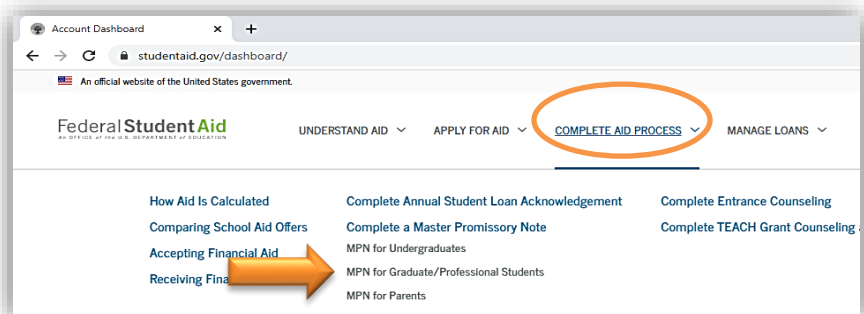 Account Dashboard
studentaid.gov/dashboard/
An official website of the United States government.
Federal Student Aid
An OFFICE of the U.S. DEPARTMENT of EDUCATION
UNDERSTAND AID
APPLY FOR AID
COMPLETE AID PROCESS
MANAGE LOANS
How Aid Is Calculated
Comparing School Aid Offers
Accepting Financial Aid
Receiving
Complete Annual Student Loan Acknowledgement
Complete a Master Promissory Note
MPN for Undergraduates
MPN for Graduate/Professional Students
MPN for Parents
Complete Entrance Counseling
Complete TEACH Grant Counseling